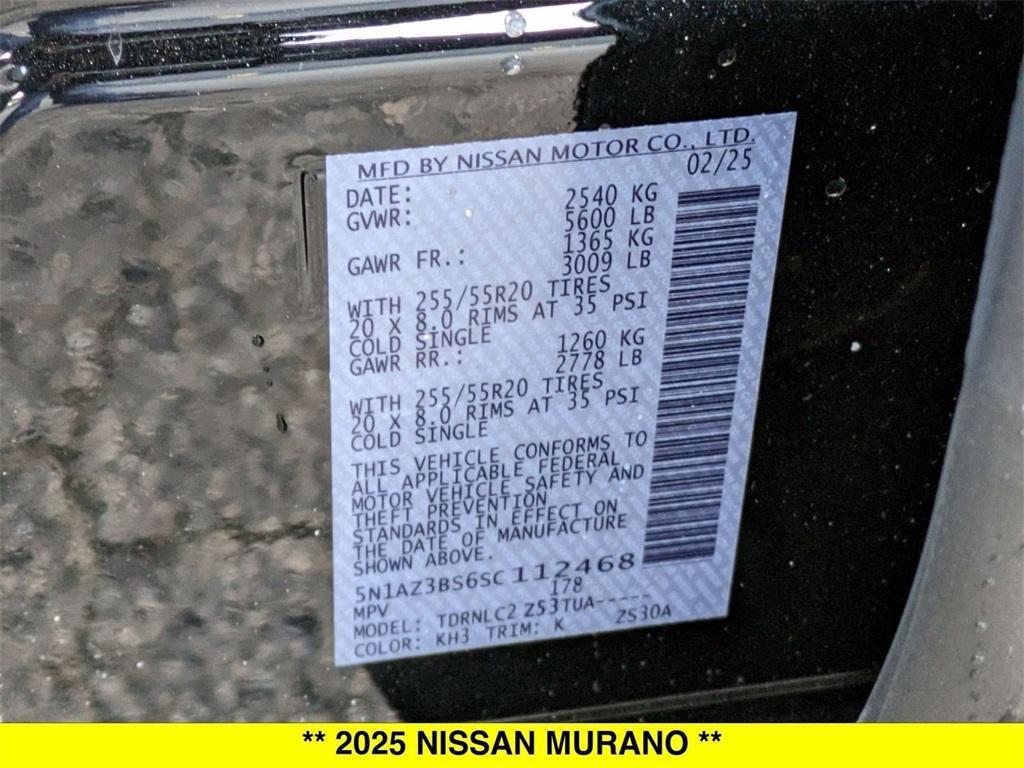 MFD BY NISSAN MOTOR CO., LTD.
DATE: 02/25
GVWR: 2540 KG
5600 LB
1365 KG
GAWR FR.: 3009 LB
WITH 255/55R20 TIRES
20 X 8.0 RIMS AT 35 PSI
COLD SINGLE
1260 KG
GAWR RR.: 2778 LB
WITH 255/55R20 TIRES
20 X 8.0 RIMS AT 35 PSI
COLD SINGLE
THIS VEHICLE CONFORMS TO
ALL APPLICABLE FEDERAL
MOTOR VEHICLE SAFETY AND
THEFT PREVENTION
STANDARDS IN EFFECT ON
THE DATE OF MANUFACTURE
SHOWN ABOVE.
5N1AZ3BS6SC112468
MPV 178
MODEL: TDRNLC2 ZS3TUA-----
COLOR: KH3 TRIM: K ZS30A
** 2025 NISSAN MURANO **